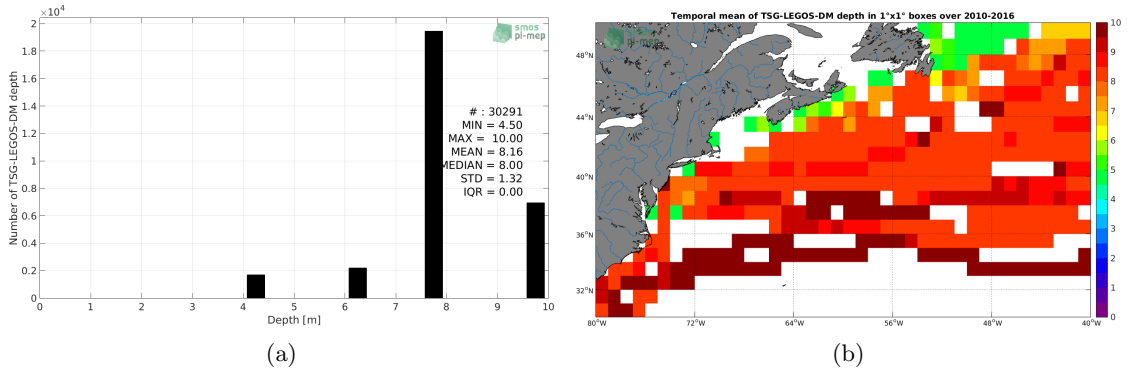 ×10⁴
2
1.8
1.6
1.4
1.2
1
0.8
0.6
0.4
0.2
0
Number of TSG-LEGOS-DM depth
smos
pi-mep
# : 30291
MIN = 4.50
MAX = 10.00
MEAN = 8.16
MEDIAN = 8.00
STD = 1.32
IQR = 0.00
0 1 2 3 4 5 6 7 8 9 10
Depth [m]
(a)
Temporal mean of TSG-LEGOS-DM depth in 1°x1° boxes over 2010-2016
smos
pi-mep
48°N
44°N
40°N
36°N
32°N
80°W 72°W 64°W 56°W 48°W 40°W
10
9
8
7
6
5
4
3
2
1
0
(b)